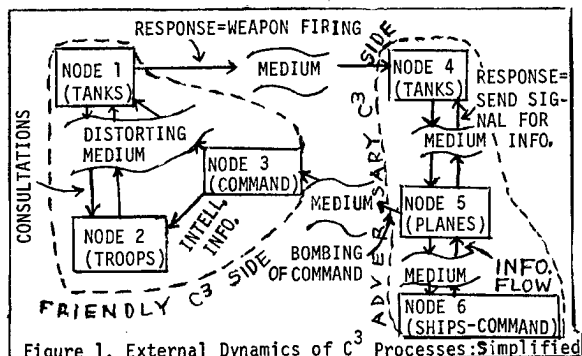 RESPONSE=WEAPON FIRING
NODE 1
(TANKS)
MEDIUM
C³ SIDE
NODE 4
(TANKS)
RESPONSE=
SEND SIG-
NAL FOR
INFO.
CONSULTATIONS
DISTORTING
MEDIUM
MEDIUM
NODE 3
(COMMAND)
MEDIUM
NODE 5
(PLANES)
INTELL.
INFO.
NODE 2
(TROOPS)
BOMBING
OF COMMAND
MEDIUM
INFO.
FLOW
FRIENDLY C³ SIDE
ADVERSARY
NODE 6
(SHIPS-COMMAND)
Figure 1. External Dynamics of C³ Processes:Simplified